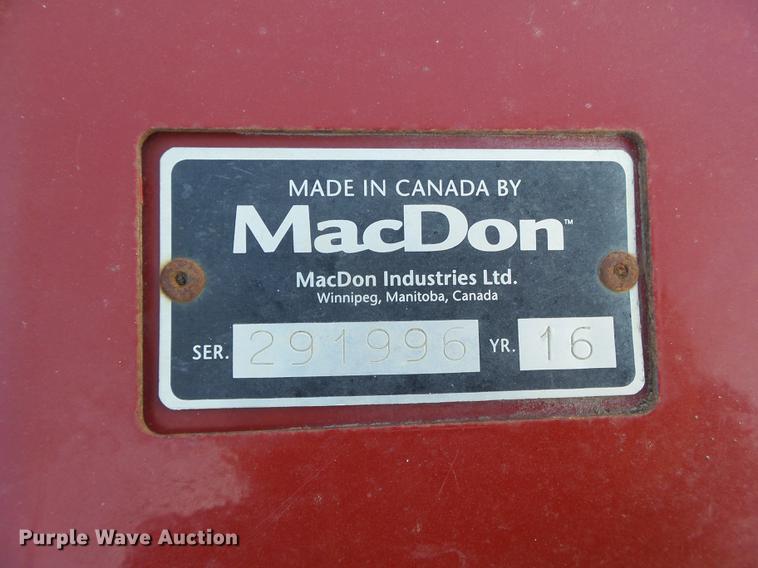 MADE IN CANADA BY
MacDon™
MacDon Industries Ltd.
Winnipeg, Manitoba, Canada
SER. 291996 YR. 16
Purple Wave Auction